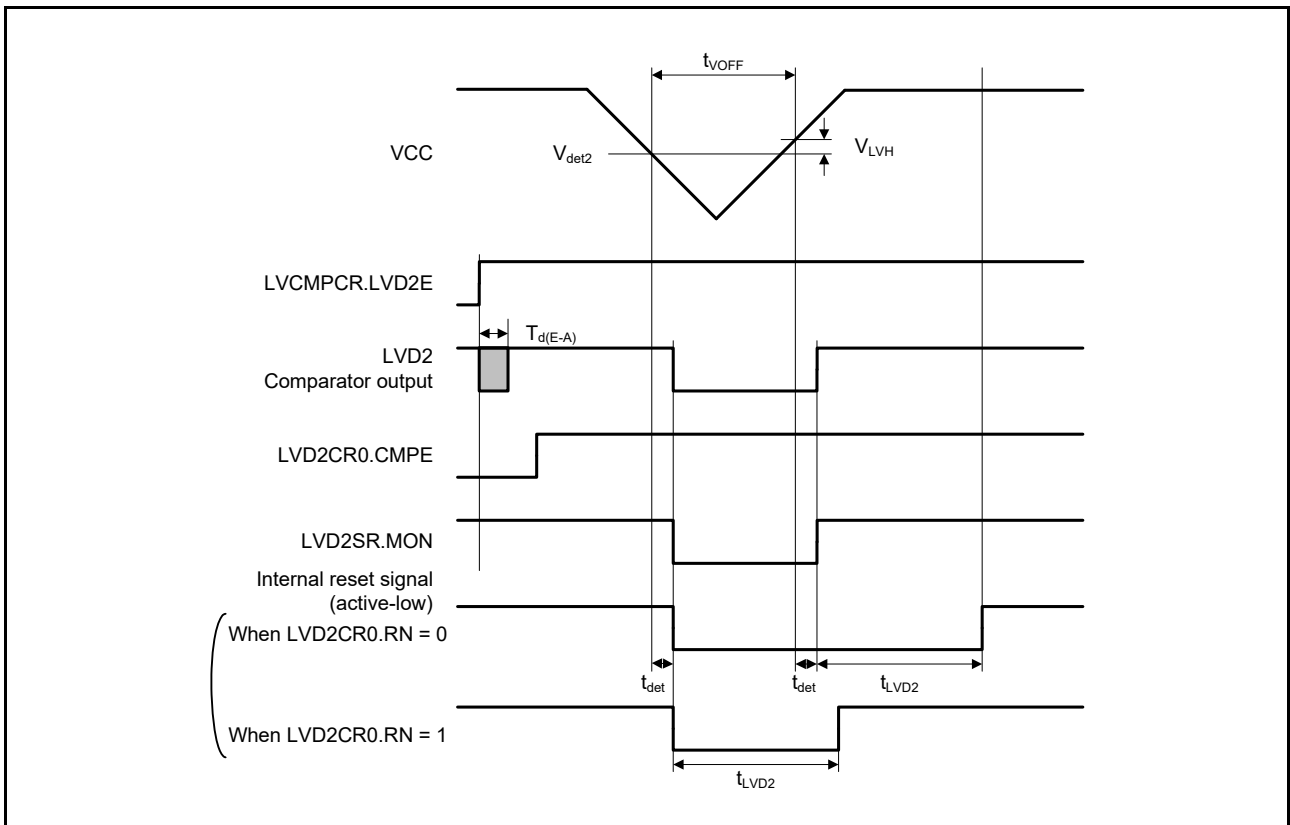 tVOFF
VCC
Vdet2
VLVH
LVCMPCR.LVD2E
Td(E-A)
LVD2
Comparator output
LVD2CR0.CMPE
LVD2SR.MON
Internal reset signal
(active-low)
When LVD2CR0.RN = 0
tdet
tdet
tLVD2
When LVD2CR0.RN = 1
tLVD2